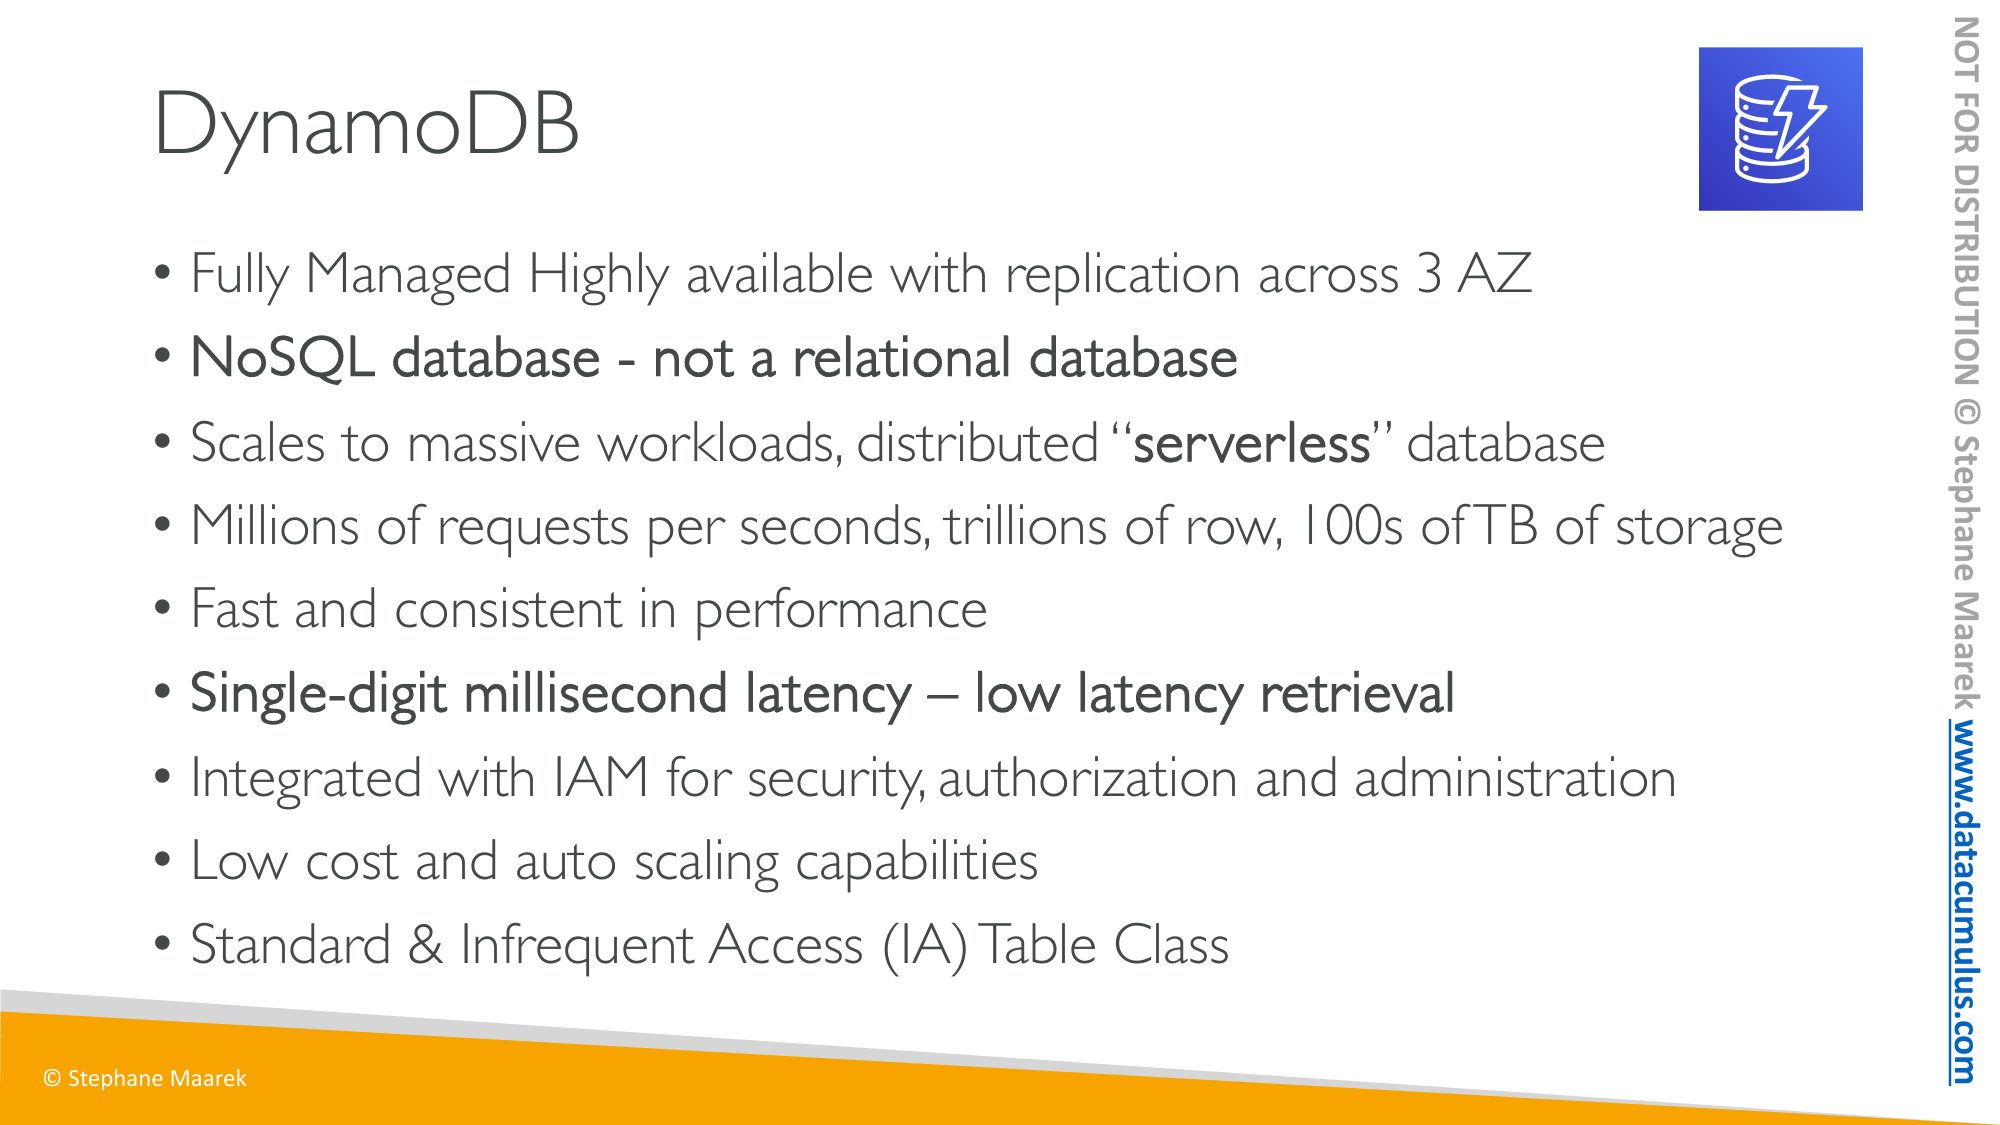 DynamoDB
• Fully Managed Highly available with replication across 3 AZ
• NoSQL database - not a relational database
• Scales to massive workloads, distributed “serverless” database
• Millions of requests per seconds, trillions of row, 100s of TB of storage
• Fast and consistent in performance
• Single-digit millisecond latency – low latency retrieval
• Integrated with IAM for security, authorization and administration
• Low cost and auto scaling capabilities
• Standard & Infrequent Access (IA) Table Class
© Stephane Maarek
NOT FOR DISTRIBUTION © Stephane Maarek www.datacumulus.com